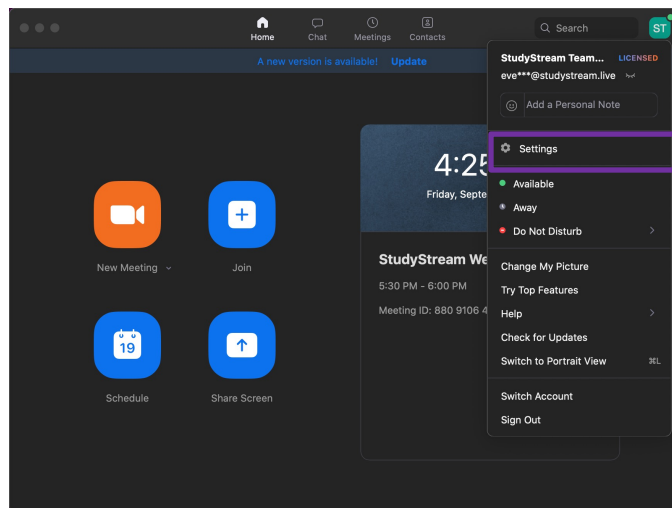 Home
Chat
Meetings
Contacts
Search
ST
A new version is available! Update
StudyStream Team... LICENSED
eve***@studystream.live
Add a Personal Note
Settings
Available
Away
Do Not Disturb
Change My Picture
Try Top Features
Help
Check for Updates
Switch to Portrait View ⌘L
Switch Account
Sign Out
New Meeting
Join
19
Schedule
Share Screen
4:25
Friday, Septe
StudyStream We
5:30 PM - 6:00 PM
Meeting ID: 880 9106 4